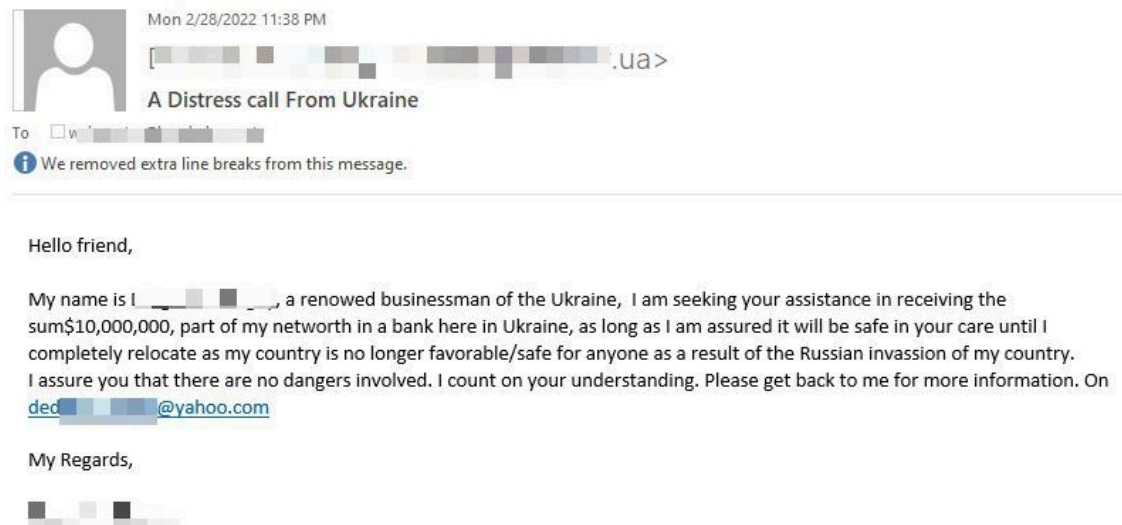 Mon 2/28/2022 11:38 PM
[ .ua>
A Distress call From Ukraine
To
We removed extra line breaks from this message.
Hello friend,
My name is , a renowed businessman of the Ukraine, I am seeking your assistance in receiving the
sum$10,000,000, part of my networth in a bank here in Ukraine, as long as I am assured it will be safe in your care until I
completely relocate as my country is no longer favorable/safe for anyone as a result of the Russian invassion of my country.
I assure you that there are no dangers involved. I count on your understanding. Please get back to me for more information. On
ded @yahoo.com
My Regards,